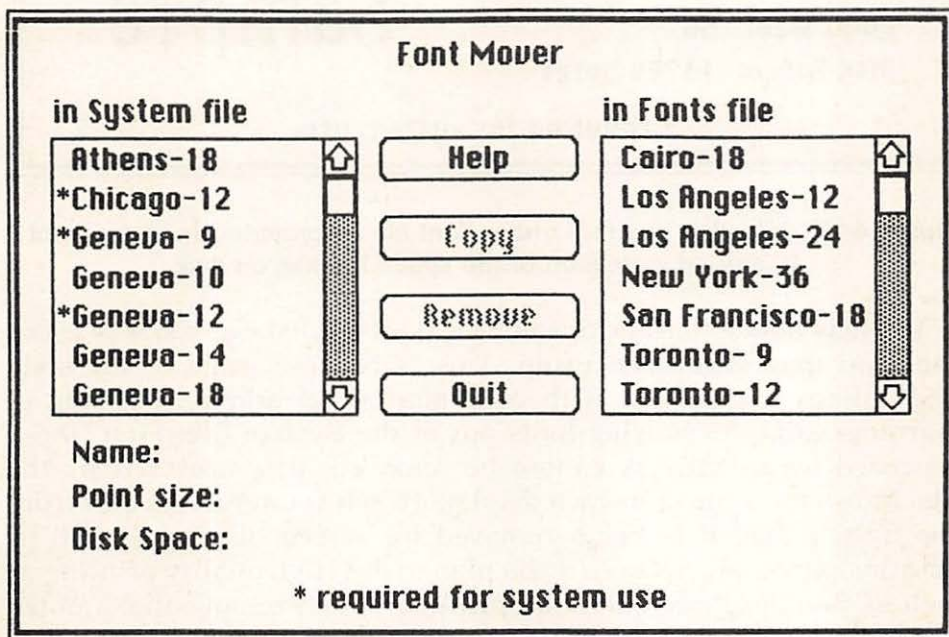 Font Mover
in System file
Athens-18
*Chicago-12
*Geneva- 9
Geneva-10
*Geneva-12
Geneva-14
Geneva-18
Help
Copy
Remove
Quit
in Fonts file
Cairo-18
Los Angeles-12
Los Angeles-24
New York-36
San Francisco-18
Toronto- 9
Toronto-12
Name:
Point size:
Disk Space:
* required for system use